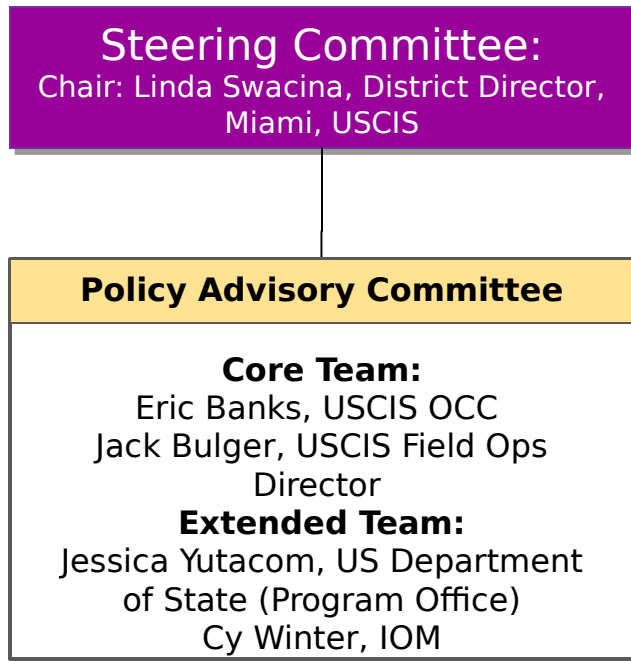 Steering Committee:
Chair: Linda Swacina, District Director,
Miami, USCIS
Policy Advisory Committee
Core Team:
Eric Banks, USCIS OCC
Jack Bulger, USCIS Field Ops
Director
Extended Team:
Jessica Yutacom, US Department
of State (Program Office)
Cy Winter, IOM